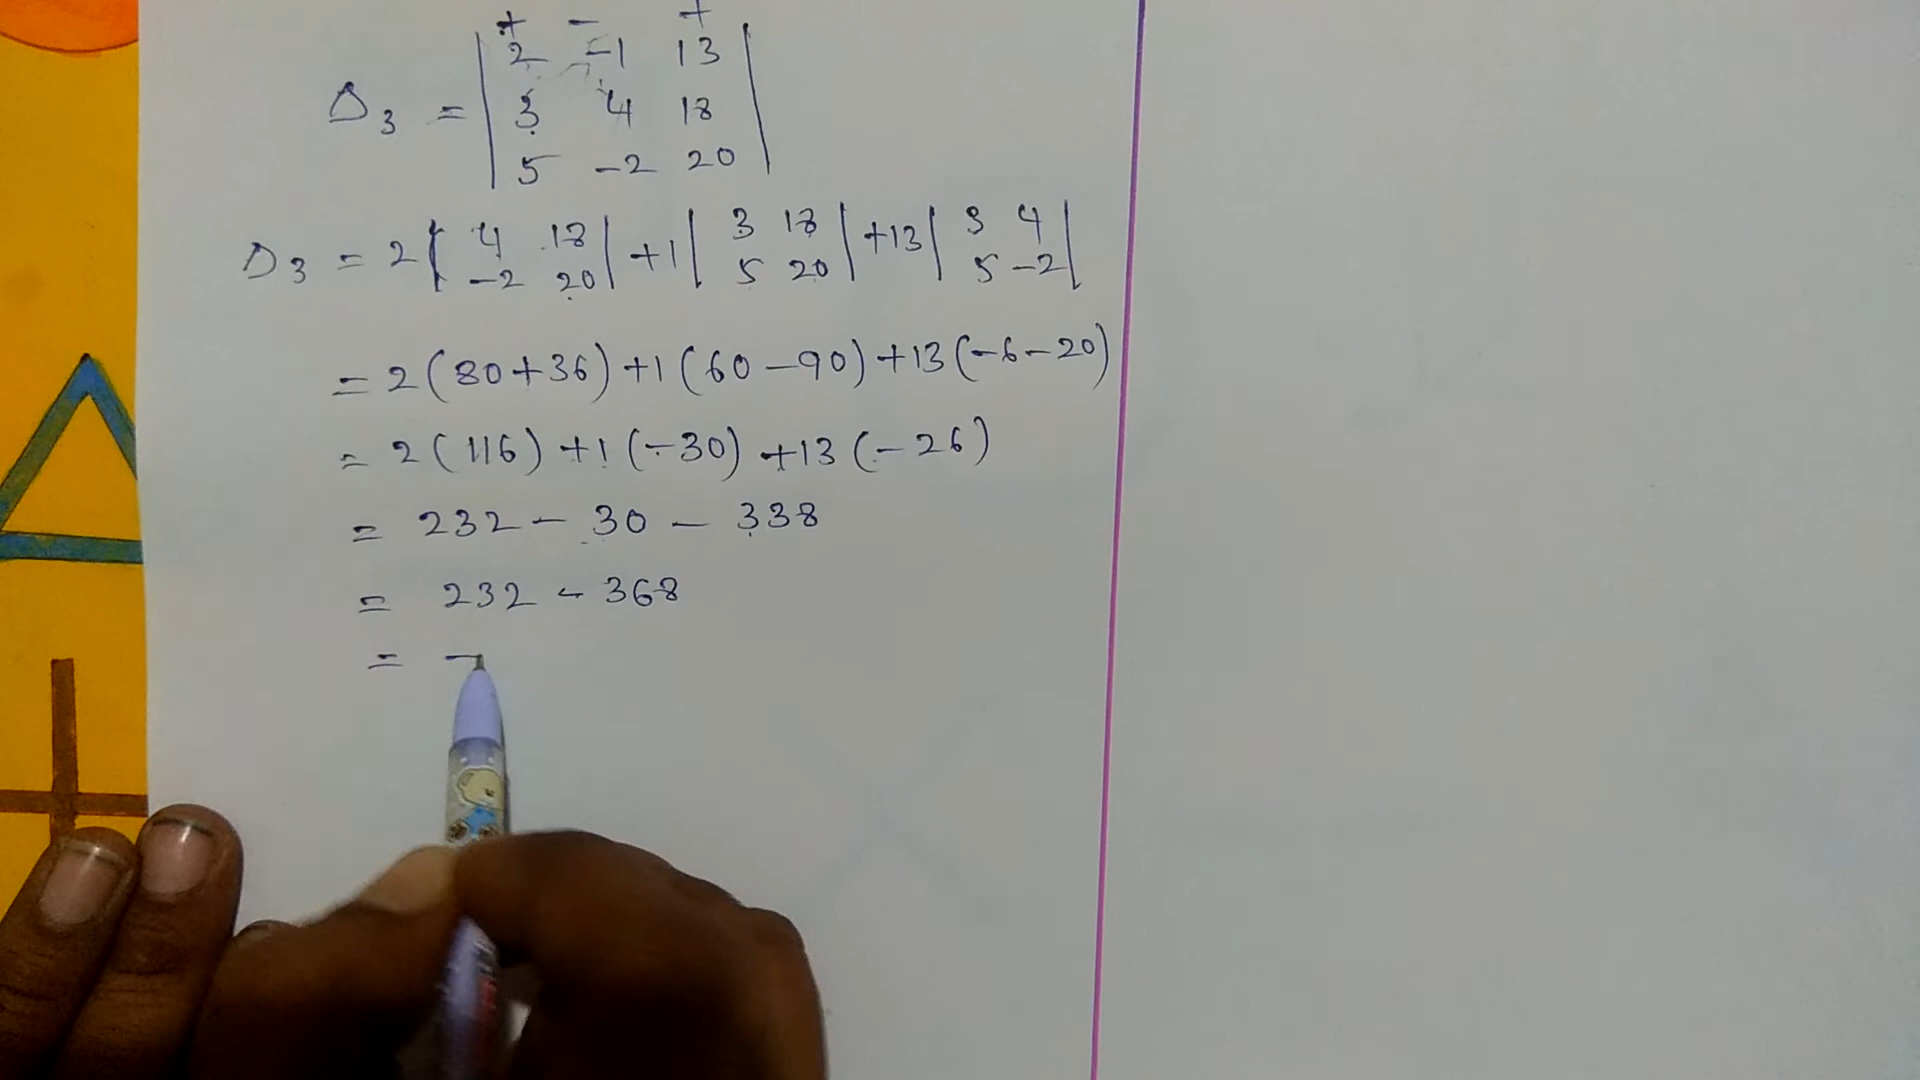 + - +
Δ3 = | 2 -1 13 |
| 3 4 18 |
| 5 -2 20 |
Δ3 = 2 | 4 18 | +1 | 3 18 | +13 | 3 4 |
| -2 20 | | 5 20 | | 5 -2 |
= 2(80+36) +1(60-90) +13(-6-20)
= 2(116) +1(-30) +13(-26)
= 232 - 30 - 338
= 232 - 368
= -